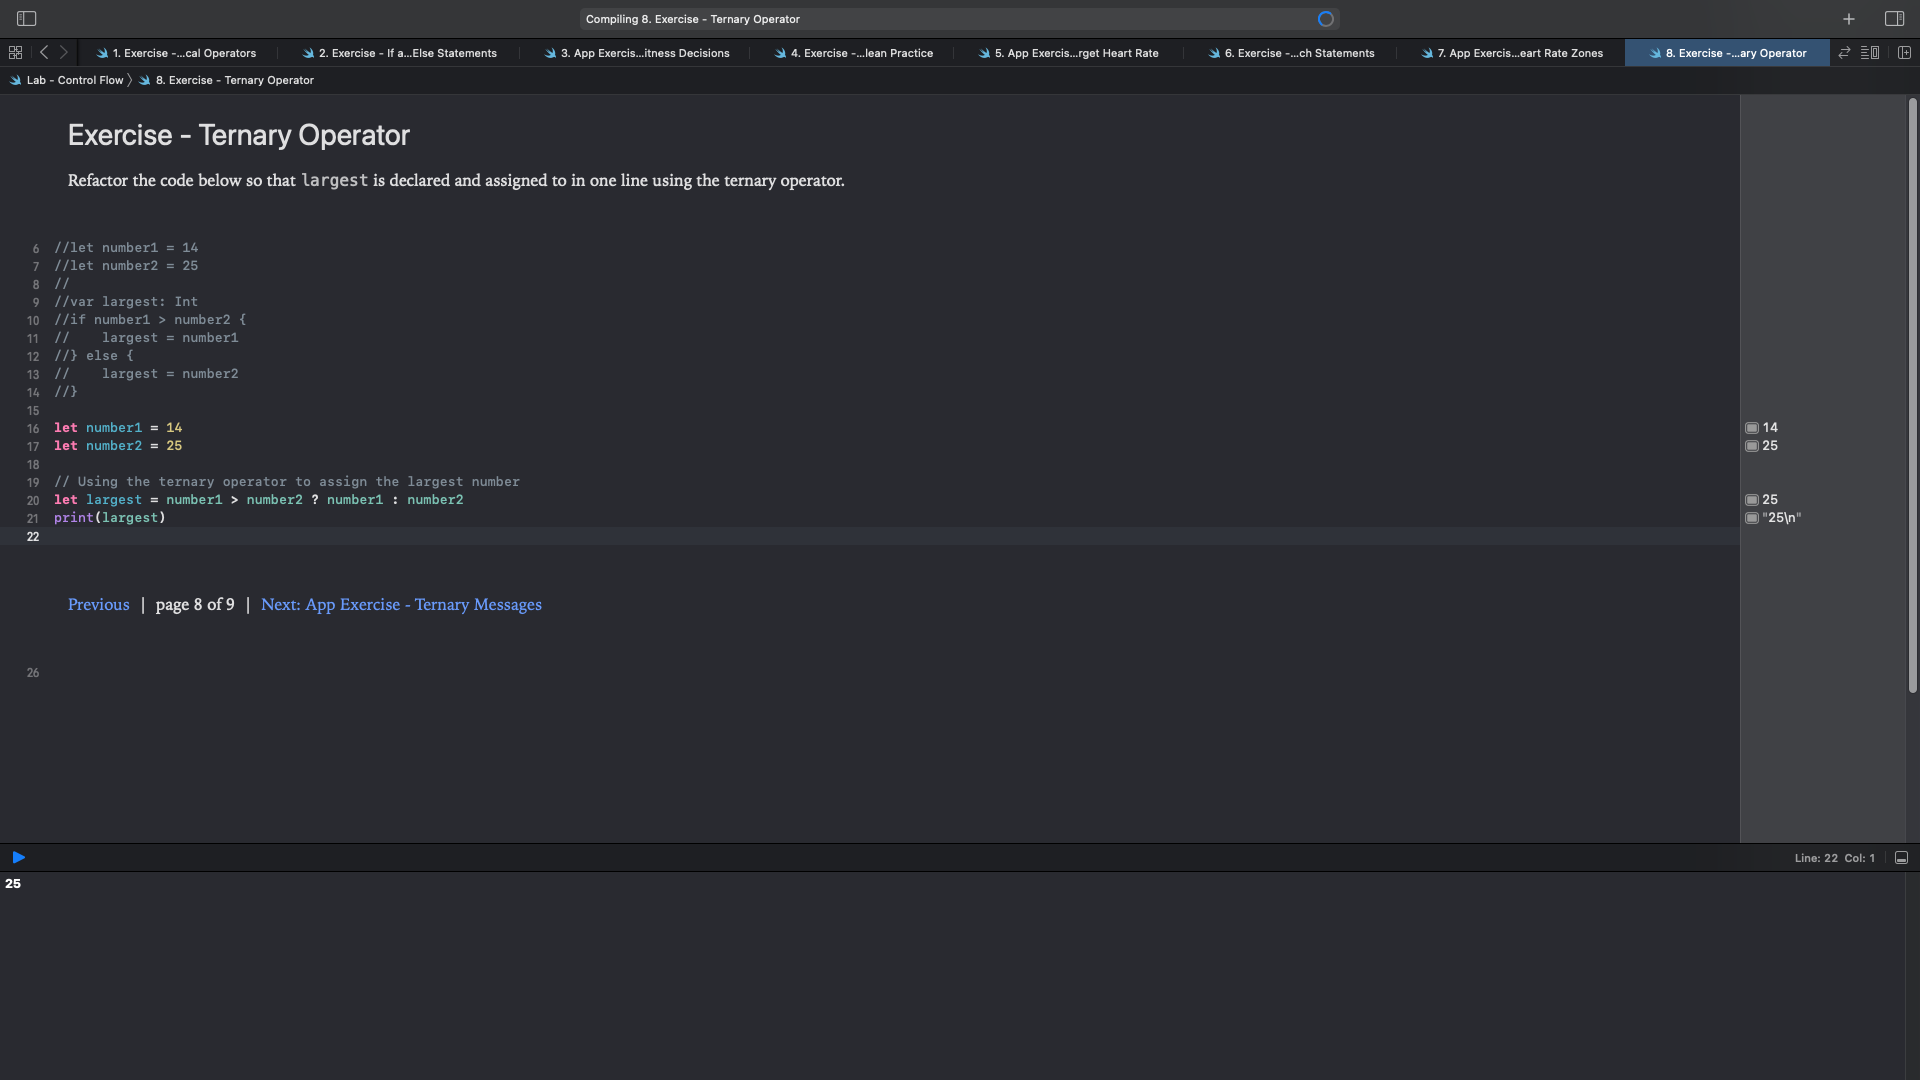 Compiling 8. Exercise - Ternary Operator
1. Exercise -...cal Operators
2. Exercise - If a...Else Statements
3. App Exercis...itness Decisions
4. Exercise -...lean Practice
5. App Exercis...rget Heart Rate
6. Exercise -...ch Statements
7. App Exercis...eart Rate Zones
8. Exercise -...ary Operator
Lab - Control Flow 〉 8. Exercise - Ternary Operator
Exercise - Ternary Operator
Refactor the code below so that largest is declared and assigned to in one line using the ternary operator.
6 //let number1 = 14
7 //let number2 = 25
8 //
9 //var largest: Int
10 //if number1 > number2 {
11 //    largest = number1
12 //} else {
13 //    largest = number2
14 //}
15
16 let number1 = 14
14
17 let number2 = 25
25
18
19 // Using the ternary operator to assign the largest number
20 let largest = number1 > number2 ? number1 : number2
25
21 print(largest)
"25\n"
22
Previous | page 8 of 9 | Next: App Exercise - Ternary Messages
26
Line: 22 Col: 1
25